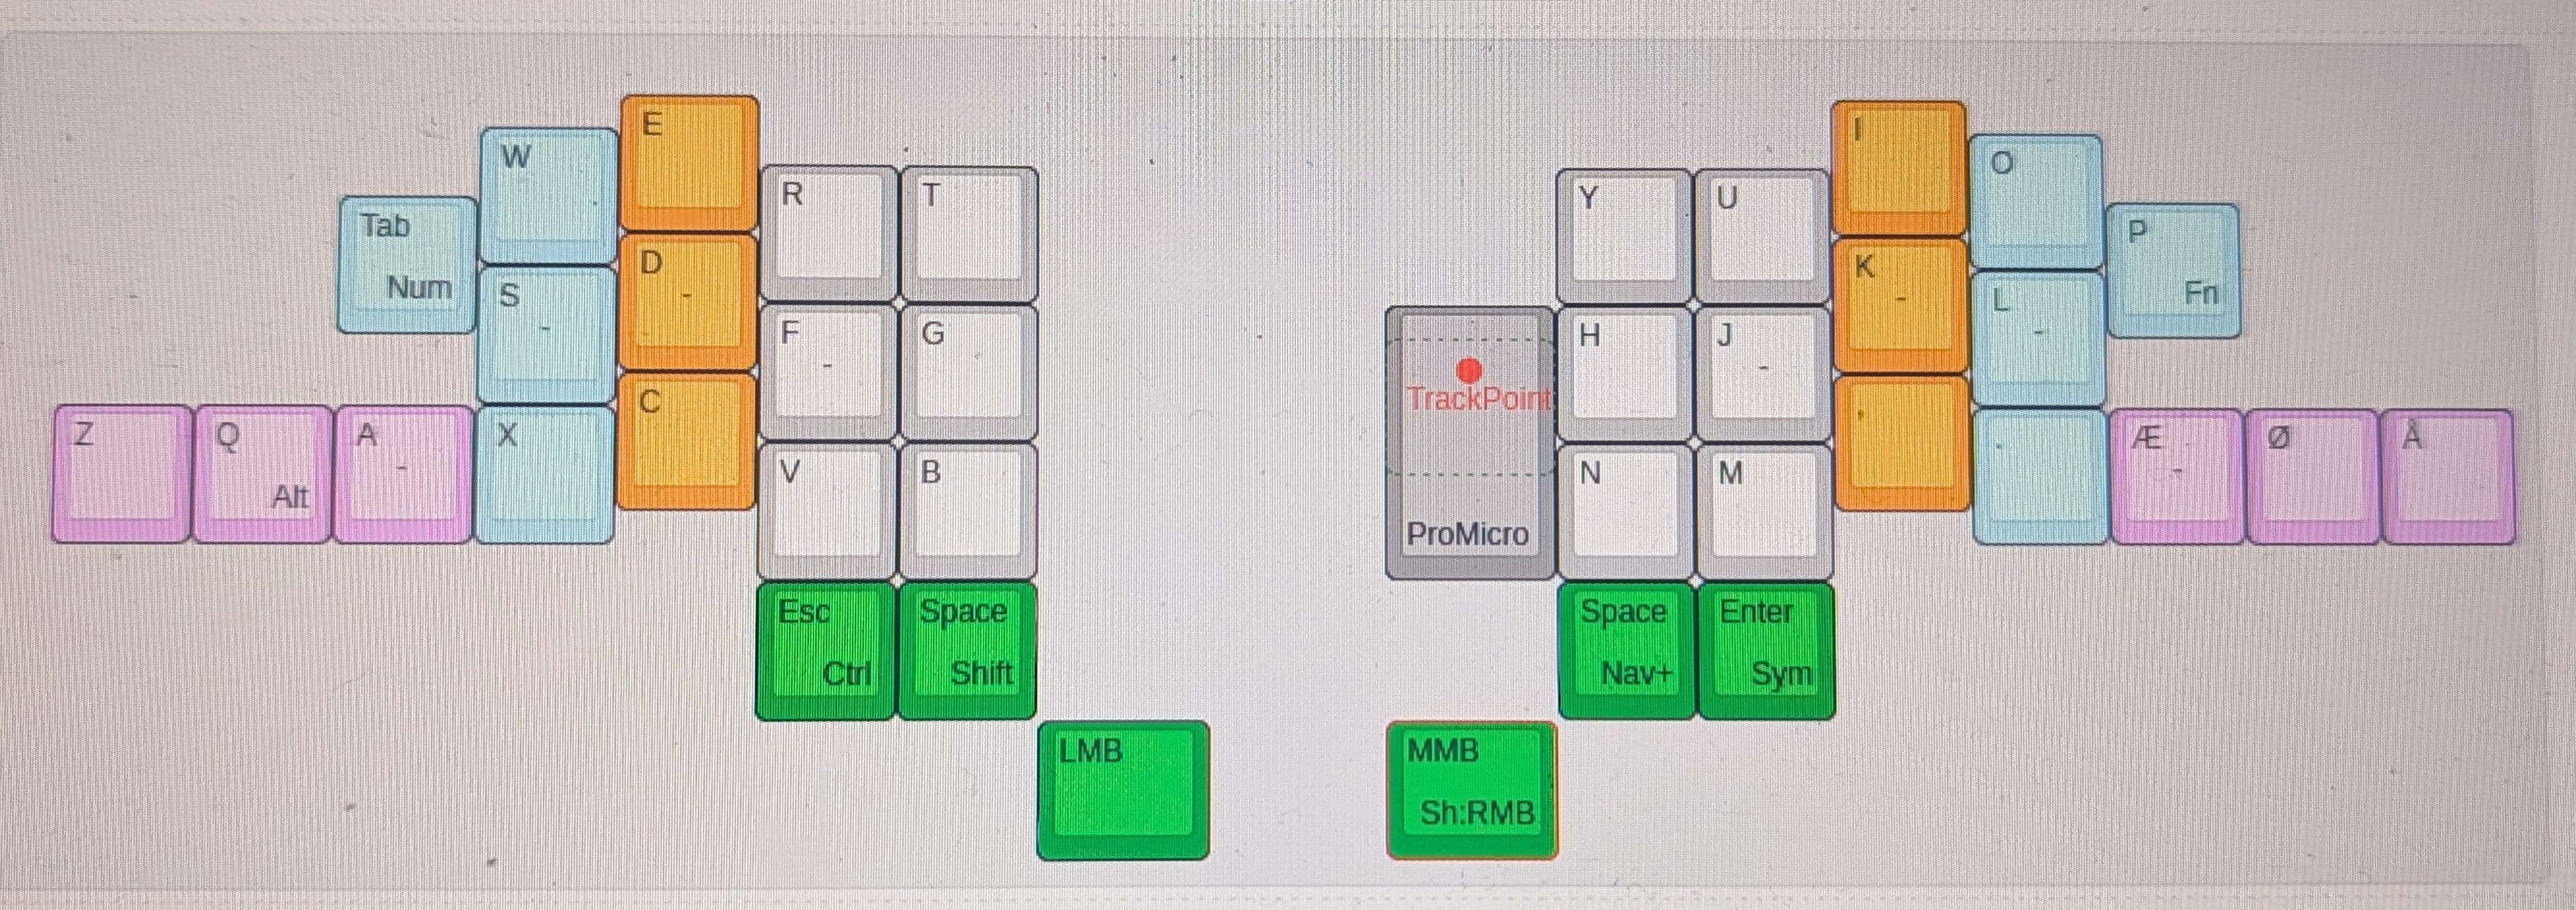 E
W
R
T
Tab
Num
D
-
S
-
F
-
G
C
Z
Q
Alt
A
-
X
V
B
Esc
Ctrl
Space
Shift
LMB
I
O
Y
U
P
Fn
K
-
L
-
TrackPoint
ProMicro
H
J
-
,
.
Æ
-
Ø
Å
N
M
Space
Nav+
Enter
Sym
MMB
Sh:RMB